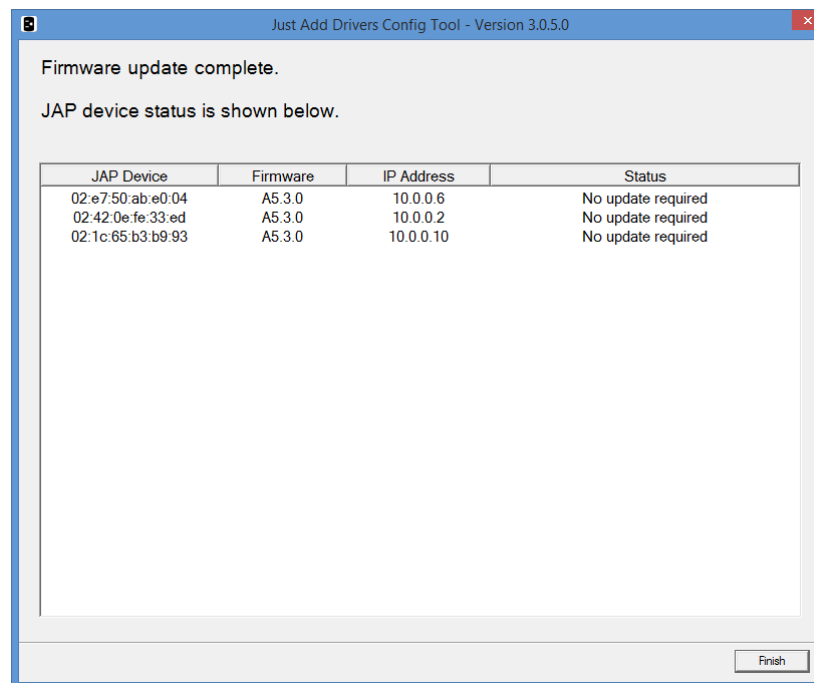 Just Add Drivers Config Tool - Version 3.0.5.0
Firmware update complete.
JAP device status is shown below.
JAP Device Firmware IP Address Status
02:e7:50:ab:e0:04 A5.3.0 10.0.0.6 No update required
02:42:0e:fe:33:ed A5.3.0 10.0.0.2 No update required
02:1c:65:b3:b9:93 A5.3.0 10.0.0.10 No update required
Finish